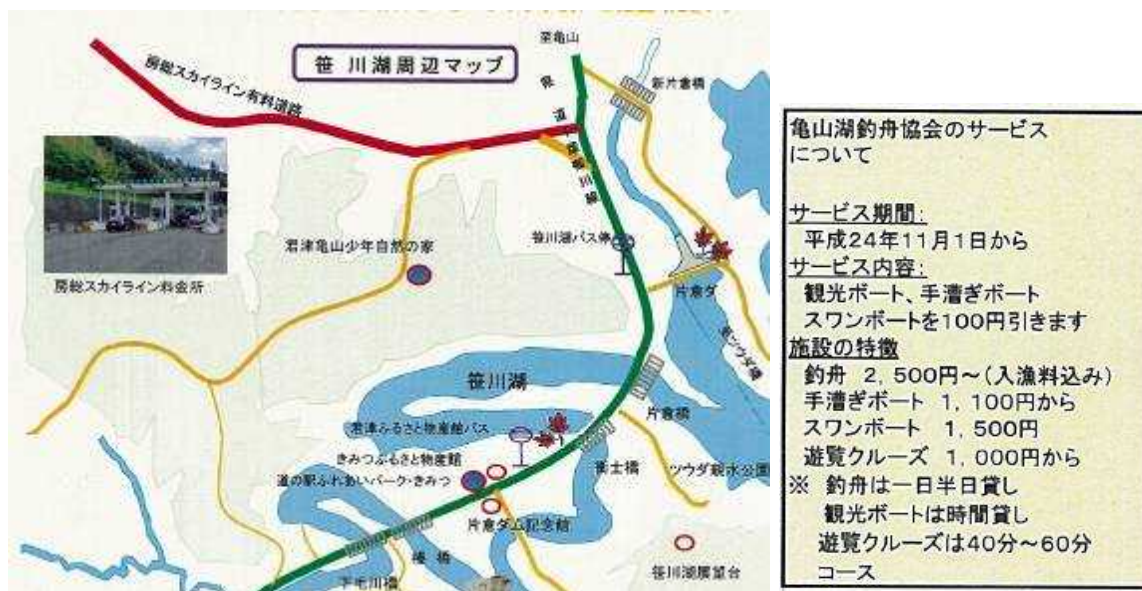 笹川湖周辺マップ
至亀山
房総スカイライン有料道路
県道
新片倉橋
君津亀山少年自然の家
笹川湖バス停
房総スカイライン料金所
片倉ダ
笹川湖
片倉橋
君津ふるさと物産館バス
きみつふるさと物産館
道の駅ふれあいパーク・きみつ
ツウダ親水公園
片倉ダム記念館
笹川湖展望台
下毛川橋
亀山湖釣舟協会のサービス
について
サービス期間:
平成24年11月1日から
サービス内容:
観光ボート、手漕ぎボート
スワンボートを100円引きます
施設の特徴
釣舟 2,500円~(入漁料込み)
手漕ぎボート 1,100円から
スワンボート 1,500円
遊覧クルーズ 1,000円から
※ 釣舟は一日半日貸し
観光ボートは時間貸し
遊覧クルーズは40分~60分
コース